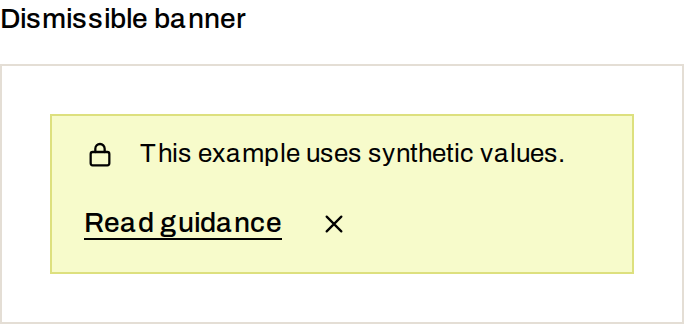 Dismissible banner
This example uses synthetic values.
Read guidance